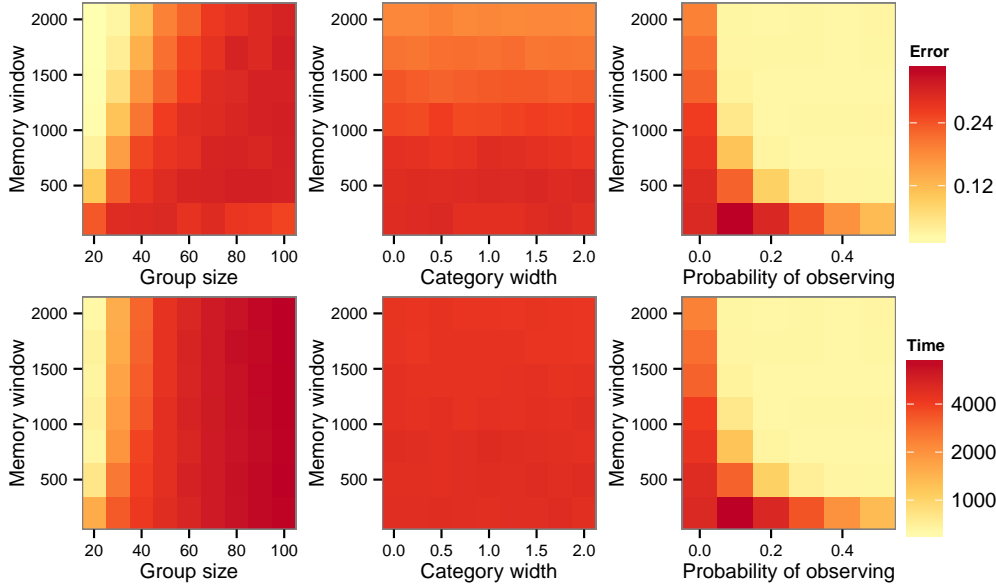 Memory window
2000
1500
1000
500
20 40 60 80 100
Group size
Memory window
2000
1500
1000
500
0.0 0.5 1.0 1.5 2.0
Category width
Memory window
2000
1500
1000
500
0.0 0.2 0.4
Probability of observing
Error
0.24
0.12
Memory window
2000
1500
1000
500
20 40 60 80 100
Group size
Memory window
2000
1500
1000
500
0.0 0.5 1.0 1.5 2.0
Category width
Memory window
2000
1500
1000
500
0.0 0.2 0.4
Probability of observing
Time
4000
2000
1000